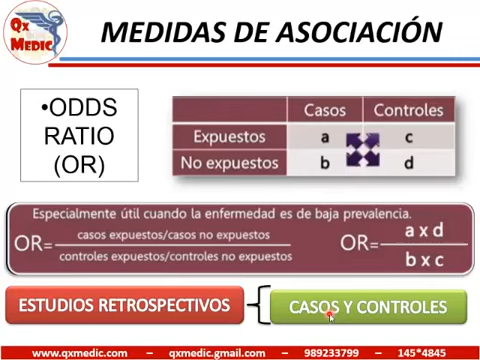 Qx
MEDIC
MEDIDAS DE ASOCIACIÓN
•ODDS
RATIO
(OR)
Casos Controles
Expuestos a c
No expuestos b d
Especialmente útil cuando la enfermedad es de baja prevalencia.
OR= casos expuestos/casos no expuestos
controles expuestos/controles no expuestos
OR= a x d
b x c
ESTUDIOS RETROSPECTIVOS
CASOS Y CONTROLES
www.qxmedic.com – qxmedic.gmail.com – 989233799 – 145*4845